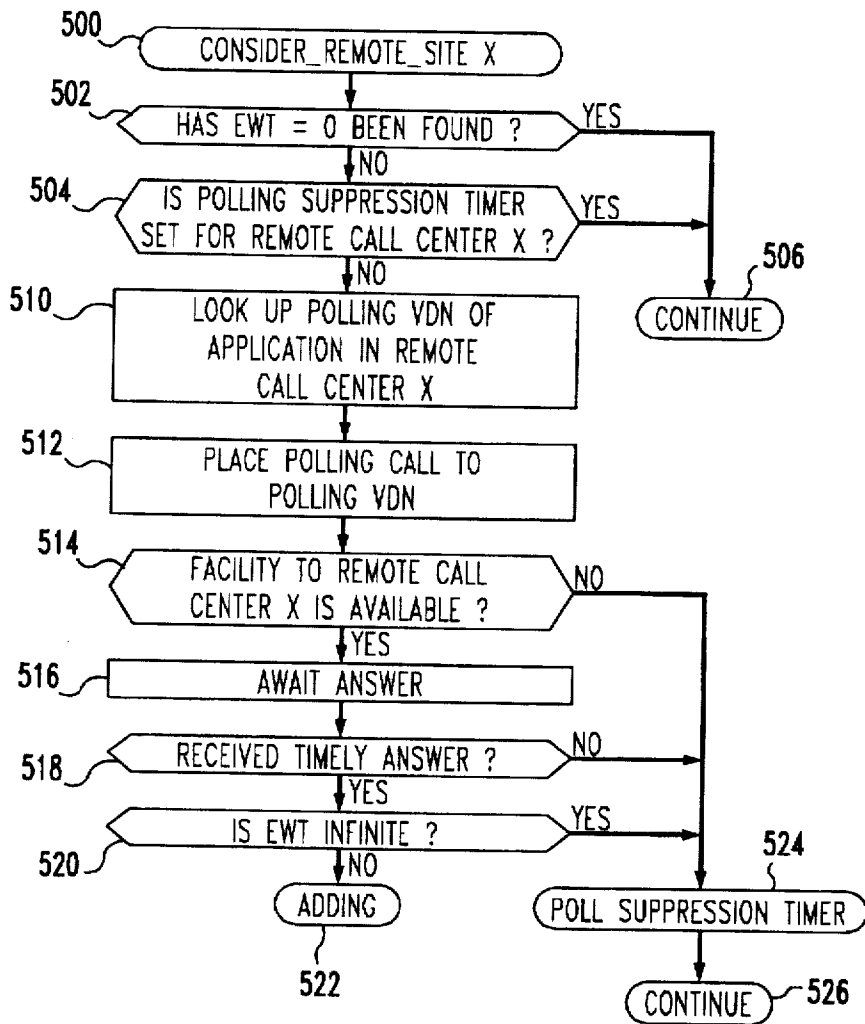 500
CONSIDER_REMOTE_SITE X
502
HAS EWT = 0 BEEN FOUND ?
YES
NO
504
IS POLLING SUPPRESSION TIMER
SET FOR REMOTE CALL CENTER X ?
YES
NO
506
CONTINUE
510
LOOK UP POLLING VDN OF
APPLICATION IN REMOTE
CALL CENTER X
512
PLACE POLLING CALL TO
POLLING VDN
514
FACILITY TO REMOTE CALL
CENTER X IS AVAILABLE ?
NO
YES
516
AWAIT ANSWER
518
RECEIVED TIMELY ANSWER ?
NO
YES
520
IS EWT INFINITE ?
YES
NO
ADDING
522
524
POLL SUPPRESSION TIMER
CONTINUE
526